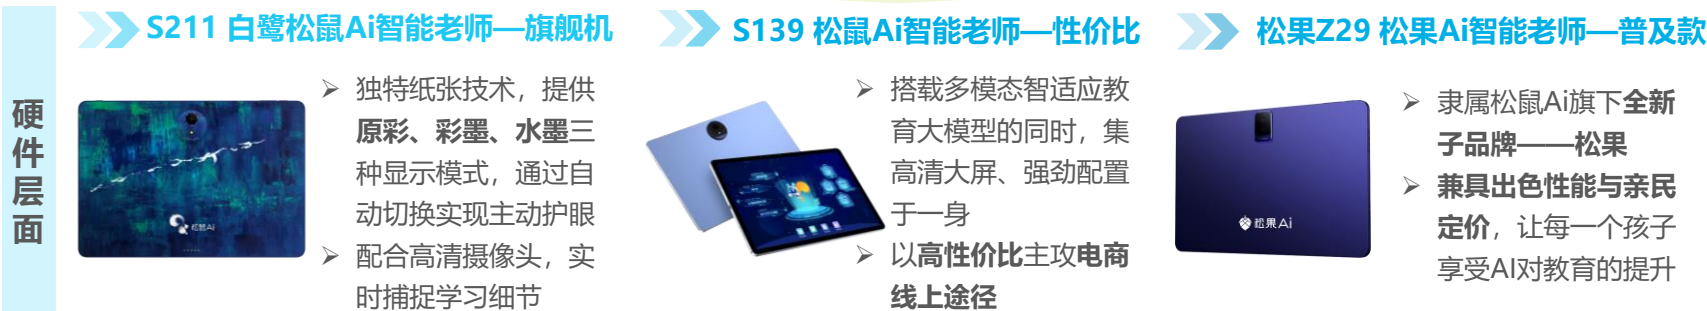 硬件层面
S211 白鹭松鼠Ai智能老师—旗舰机
独特纸张技术，提供
原彩、彩墨、水墨三
种显示模式，通过自
动切换实现主动护眼
配合高清摄像头，实
时捕捉学习细节
松鼠Ai
S139 松鼠Ai智能老师—性价比
搭载多模态智适应教
育大模型的同时，集
高清大屏、强劲配置
于一身
以高性价比主攻电商
线上途径
松果Z29 松果Ai智能老师—普及款
隶属松鼠Ai旗下全新
子品牌——松果
兼具出色性能与亲民
定价，让每一个孩子
享受AI对教育的提升
松果Ai